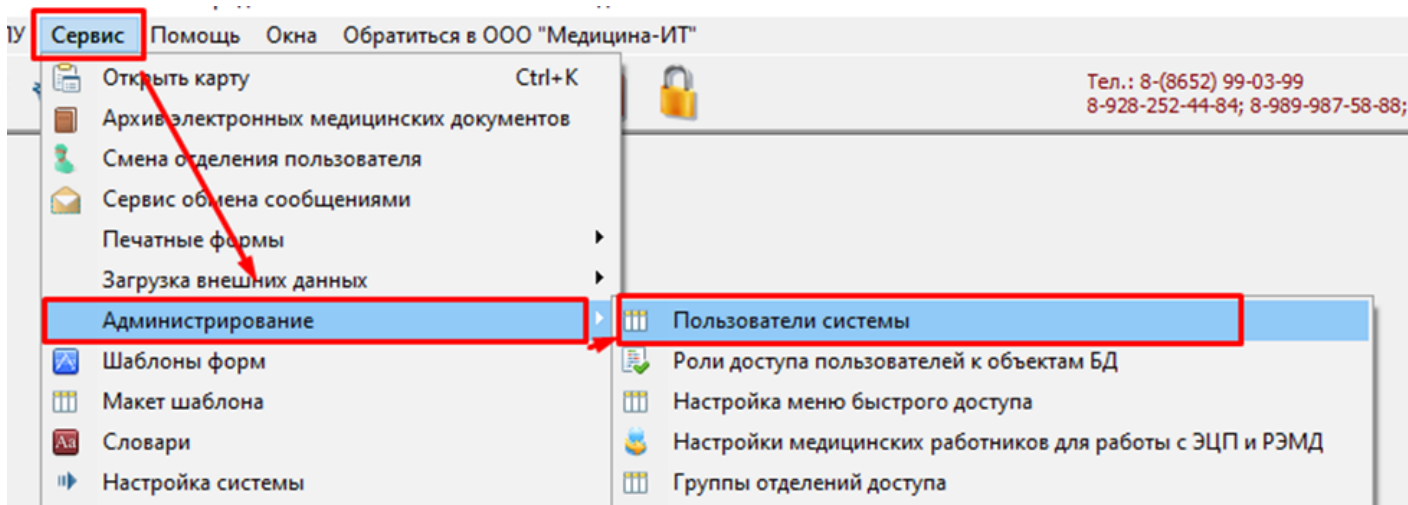 ПУ Сервис Помощь Окна Обратиться в ООО "Медицина-ИТ"
Открыть карту Ctrl+K
Тел.: 8-(8652) 99-03-99
8-928-252-44-84; 8-989-987-58-88;
Архив электронных медицинских документов
Смена отделения пользователя
Сервис обмена сообщениями
Печатные формы
Загрузка внешних данных
Администрирование
Пользователи системы
Шаблоны форм
Роли доступа пользователей к объектам БД
Макет шаблона
Настройка меню быстрого доступа
Словари
Настройки медицинских работников для работы с ЭЦП и РЭМД
Настройка системы
Группы отделений доступа